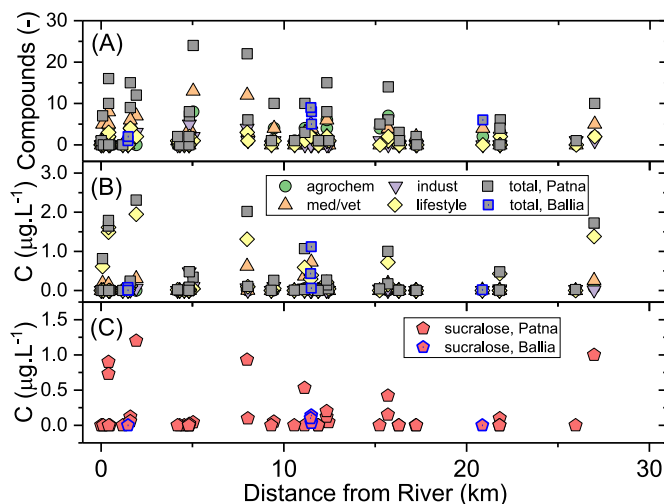 (A)
Compounds (-)
30
20
10
0
(B)
C (μg.L⁻¹)
3.0
2.0
1.0
0.0
agrochem
indust
total, Patna
med/vet
lifestyle
total, Ballia
(C)
C (μg.L⁻¹)
1.5
1.0
0.5
0.0
sucralose, Patna
sucralose, Ballia
0 10 20 30
Distance from River (km)